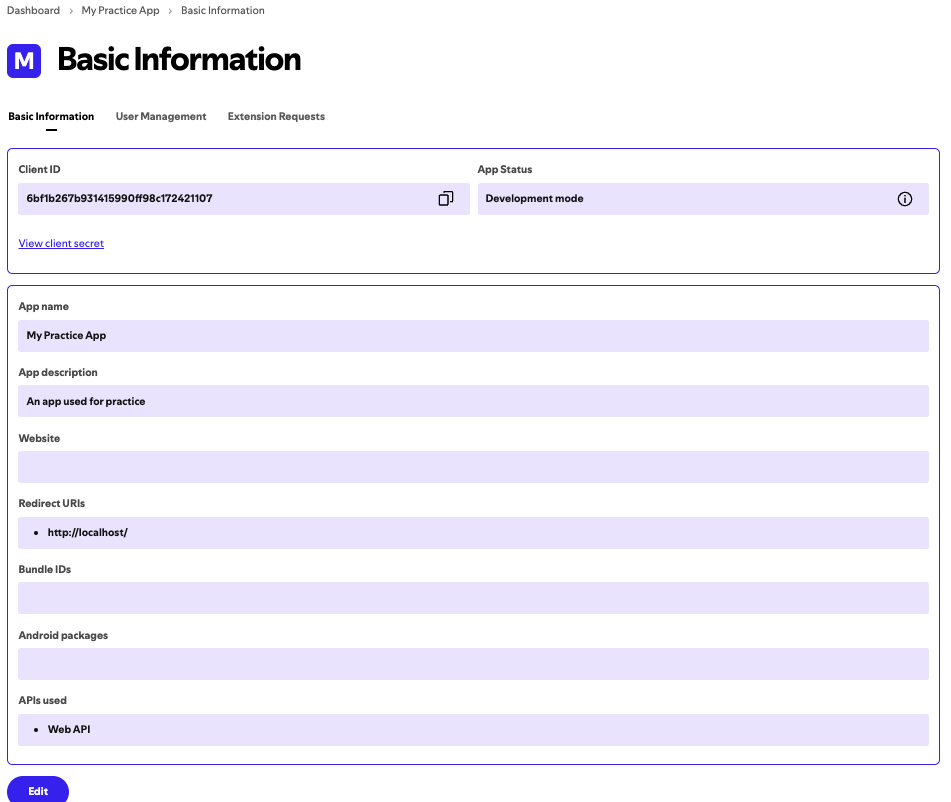 Dashboard > My Practice App > Basic Information
M Basic Information
Basic Information User Management Extension Requests
Client ID App Status
6bf1b267b931415990ff98c172421107 Development mode
View client secret
App name
My Practice App
App description
An app used for practice
Website
Redirect URIs
• http://localhost/
Bundle IDs
Android packages
APIs used
• Web API
Edit